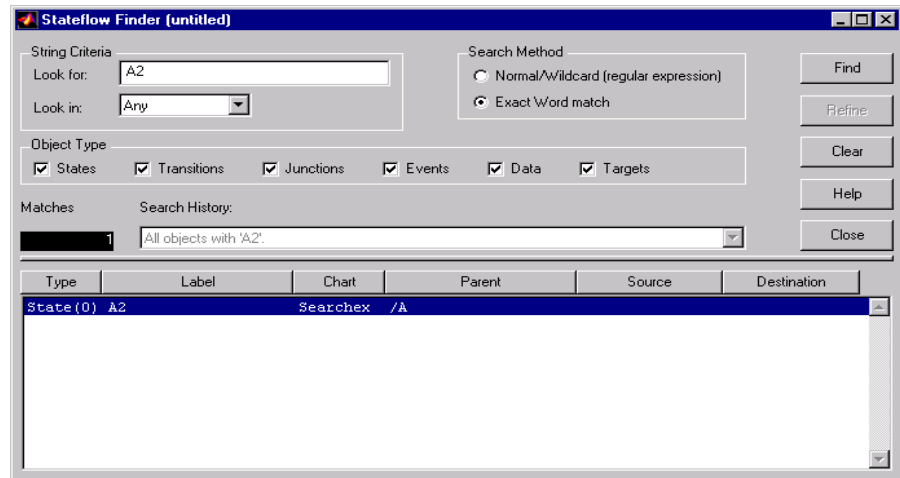 Stateflow Finder (untitled)
String Criteria
Look for: A2
Look in: Any
Search Method
Normal/Wildcard (regular expression)
Exact Word match
Find
Refine
Clear
Help
Close
Object Type
States Transitions Junctions Events Data Targets
Matches Search History:
1 All objects with 'A2'.
Type Label Chart Parent Source Destination
State(0) A2 Searchex /A